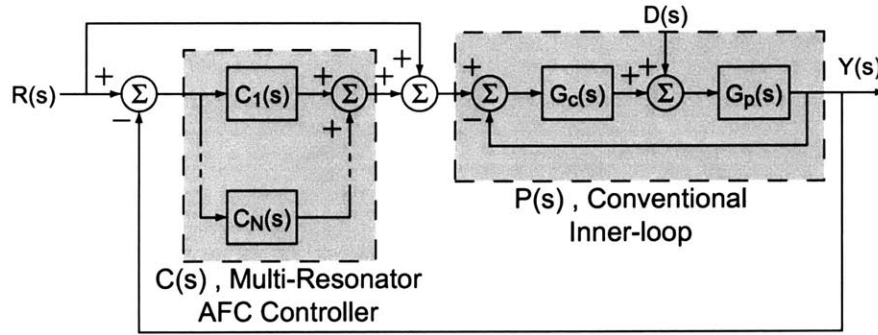 D(s)
Y(s)
R(s)
+
−
Σ
C₁(s)
+
+
Σ
+
+
Σ
+
−
Σ
G_c(s)
+
+
Σ
G_p(s)
C_N(s)
P(s) , Conventional
Inner-loop
C(s) , Multi-Resonator
AFC Controller